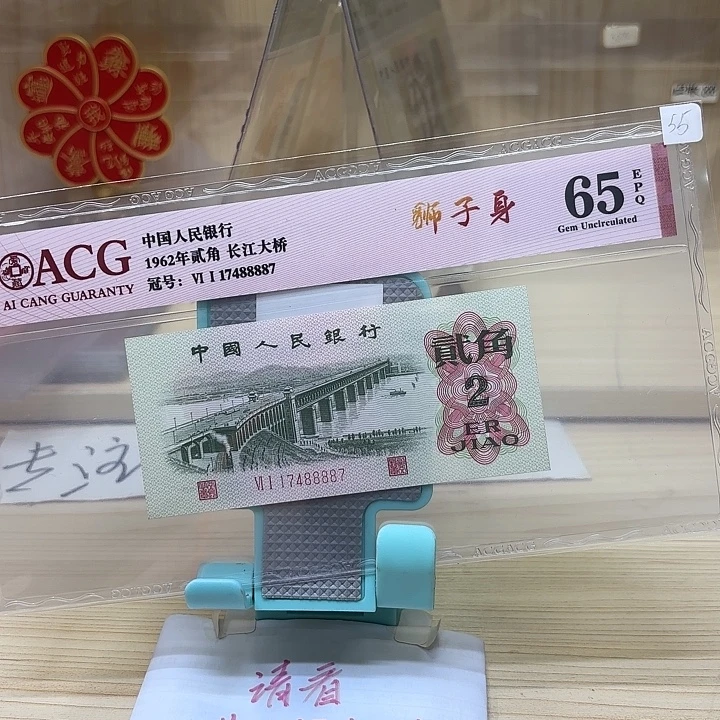 55
ACG
AI CANG GUARANTY
中国人民银行
1962年贰角 长江大桥
冠号: VI I 17488887
獅子身
65
EPQ
Gem Uncirculated
中國人民銀行
貳角
2
ER
JIAO
VI I 17488887
专注
请看